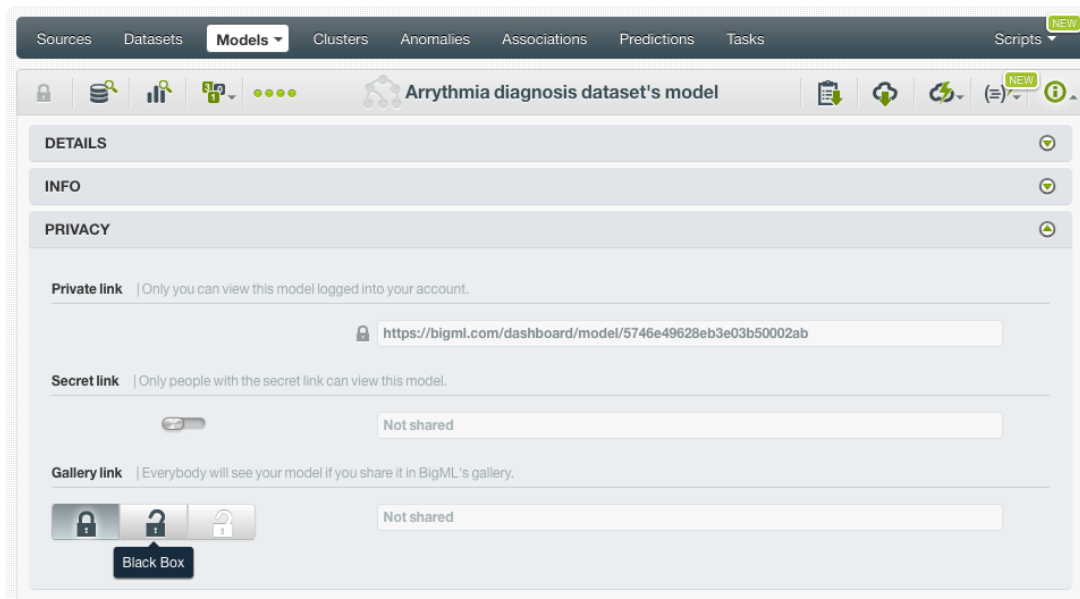 NEW
Sources Datasets Models Clusters Anomalies Associations Predictions Tasks Scripts
Arrythmia diagnosis dataset's model (=) NEW
DETAILS
INFO
PRIVACY
Private link | Only you can view this model logged into your account.
https://bigml.com/dashboard/model/5746e49628eb3e03b50002ab
Secret link | Only people with the secret link can view this model.
Not shared
Gallery link | Everybody will see your model if you share it in BigML's gallery.
Not shared
Black Box